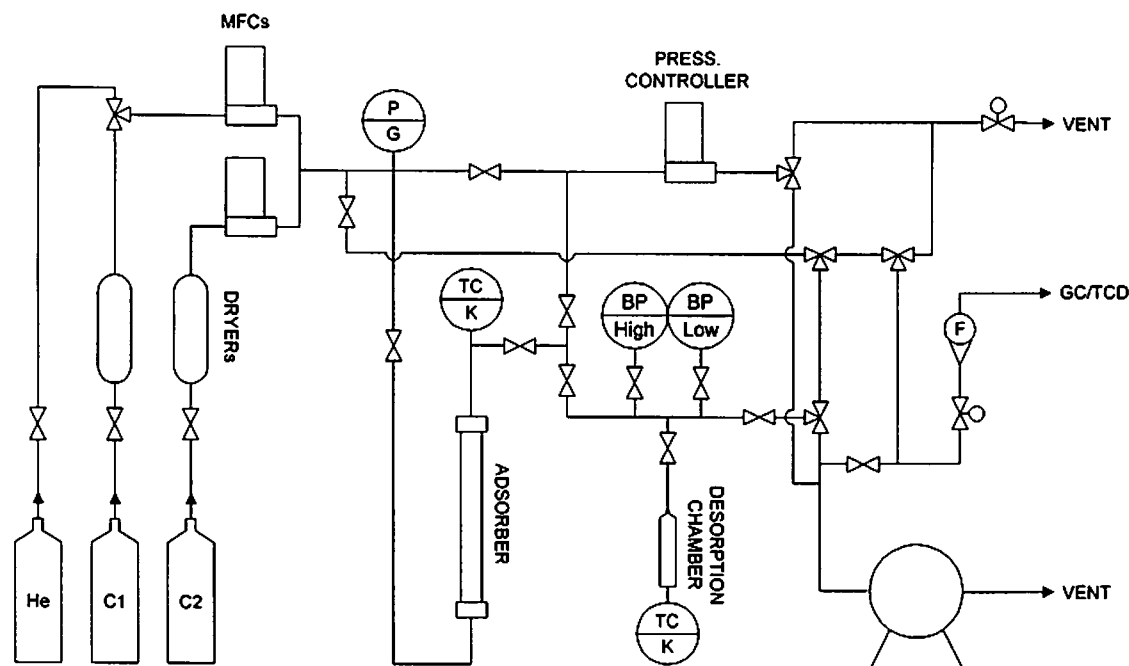 MFCs
PRESS.
CONTROLLER
P
G
VENT
TC
K
BP
High
BP
Low
GC/TCD
F
DRYERs
ADSORBER
DESORPTION
CHAMBER
He
C1
C2
TC
K
VENT